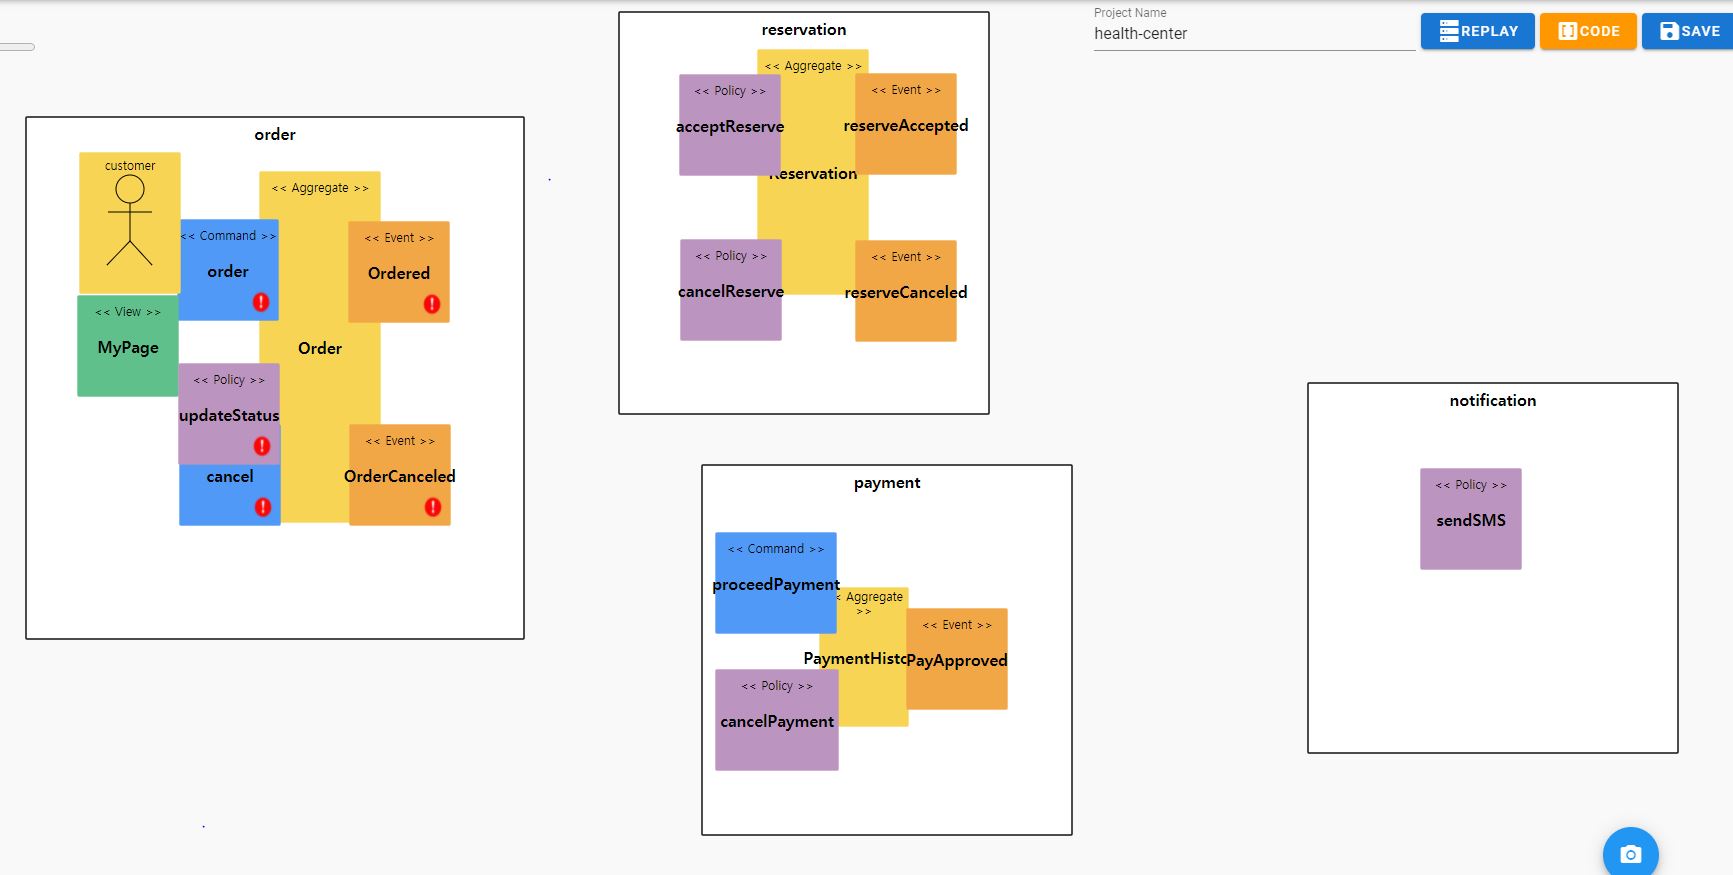 Project Name
health-center
REPLAY
CODE
SAVE
order
customer
<< Aggregate >>
<< Command >>
order
<< Event >>
Ordered
<< View >>
MyPage
Order
<< Policy >>
updateStatus
cancel
<< Event >>
OrderCanceled
reservation
<< Aggregate >>
<< Policy >>
acceptReserve
<< Event >>
reserveAccepted
Reservation
<< Policy >>
cancelReserve
<< Event >>
reserveCanceled
payment
<< Command >>
proceedPayment
< Aggregate
>>
<< Event >>
PaymentHistc
PayApproved
<< Policy >>
cancelPayment
notification
<< Policy >>
sendSMS